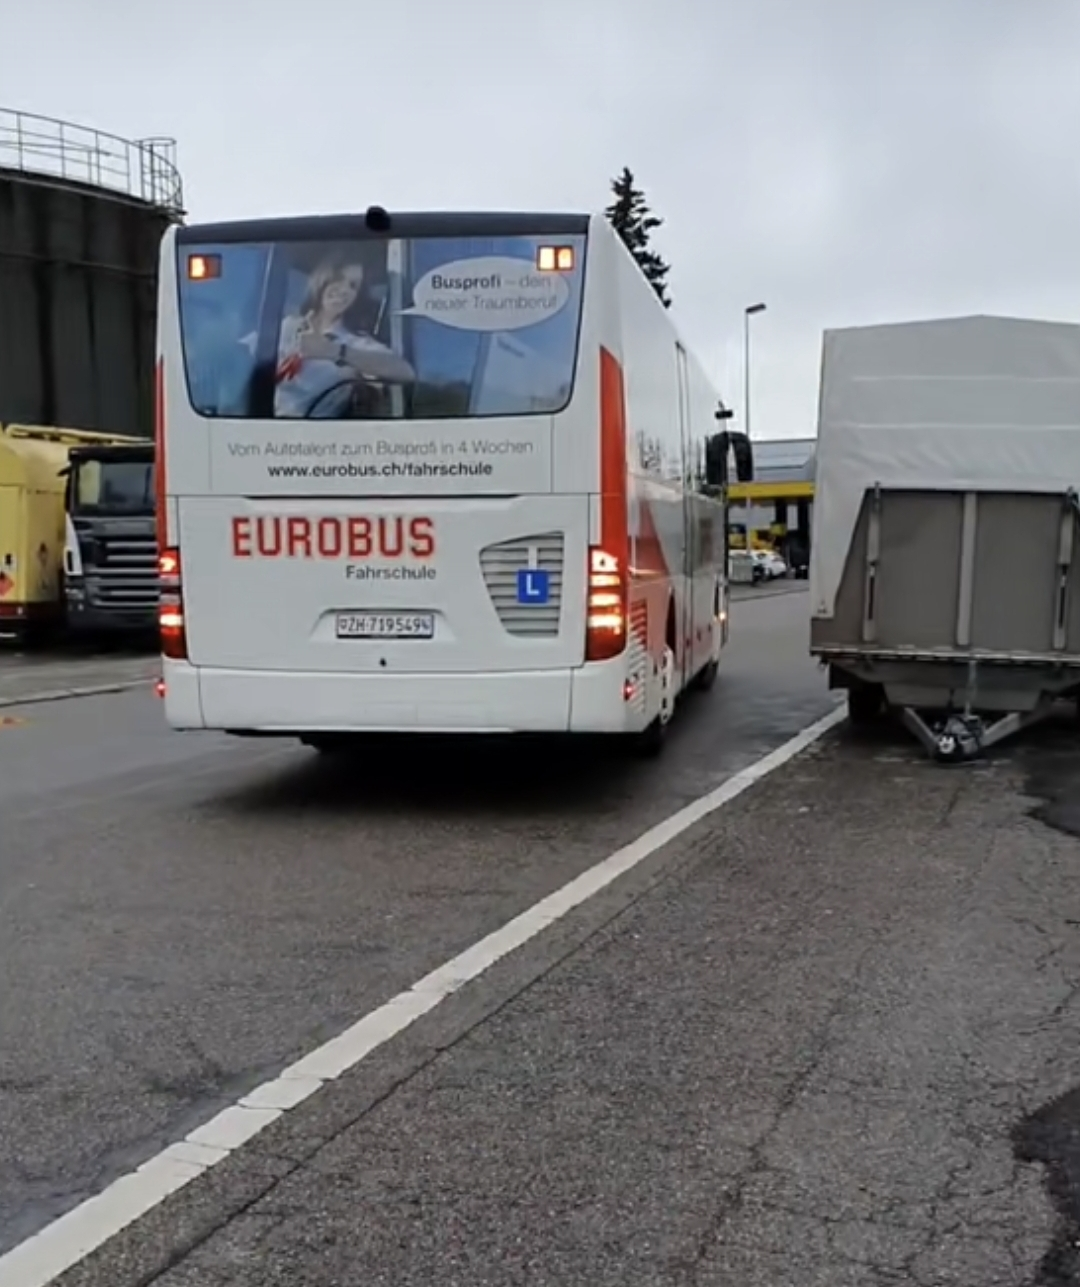 Busprofi – dein
neuer Traumberuf
Vom Autotalent zum Busprofi in 4 Wochen
www.eurobus.ch/fahrschule
EUROBUS
Fahrschule
L
ZH·719549